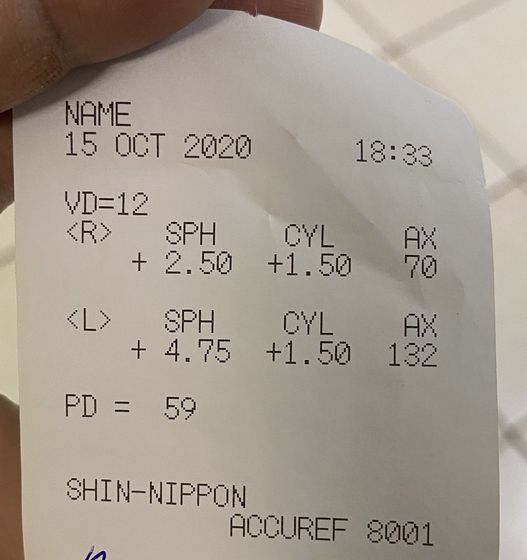 NAME
15 OCT 2020 18:33
VD=12
<R> SPH CYL AX
+ 2.50 +1.50 70
<L> SPH CYL AX
+ 4.75 +1.50 132
PD = 59
SHIN-NIPPON
ACCUREF 8001